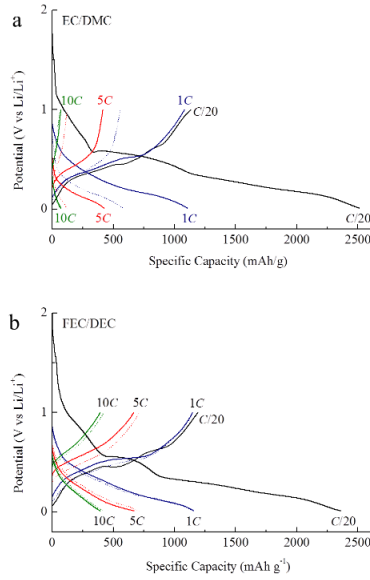 a
EC/DMC
10C
5C
1C
C/20
Potential (V vs Li/Li⁺)
2
1
0
10C
5C
1C
C/20
0
500
1000
1500
2000
2500
Specific Capacity (mAh/g)
b
FEC/DEC
10C
5C
1C
C/20
Potential (V vs Li/Li⁺)
2
1
0
10C
5C
1C
C/20
0
500
1000
1500
2000
2500
Specific Capacity (mAh g⁻¹)